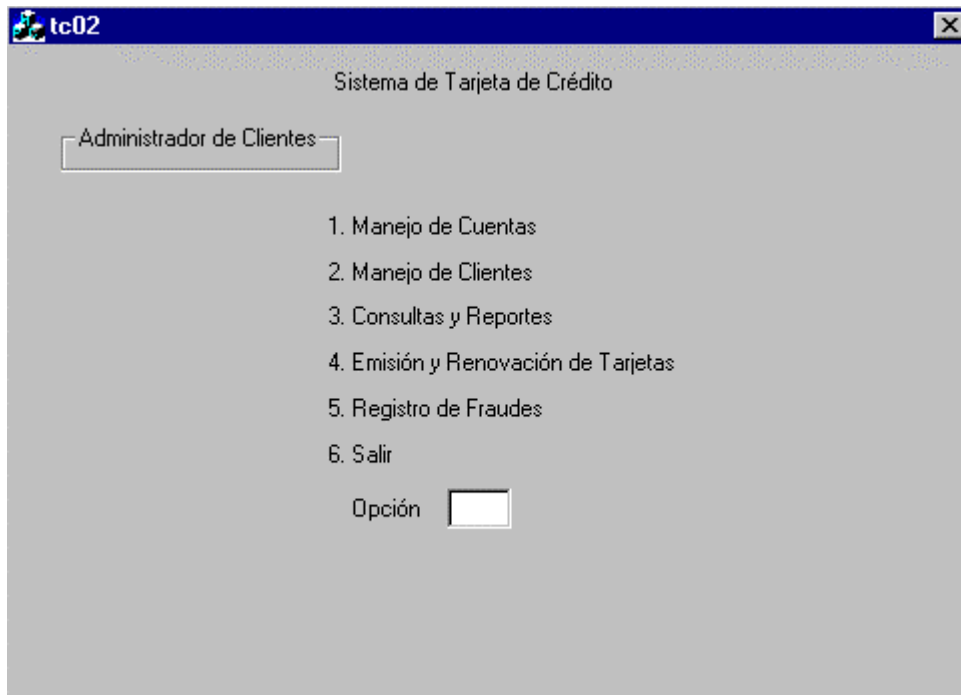 tc02
Sistema de Tarjeta de Crédito
Administrador de Clientes
1. Manejo de Cuentas
2. Manejo de Clientes
3. Consultas y Reportes
4. Emisión y Renovación de Tarjetas
5. Registro de Fraudes
6. Salir
Opción